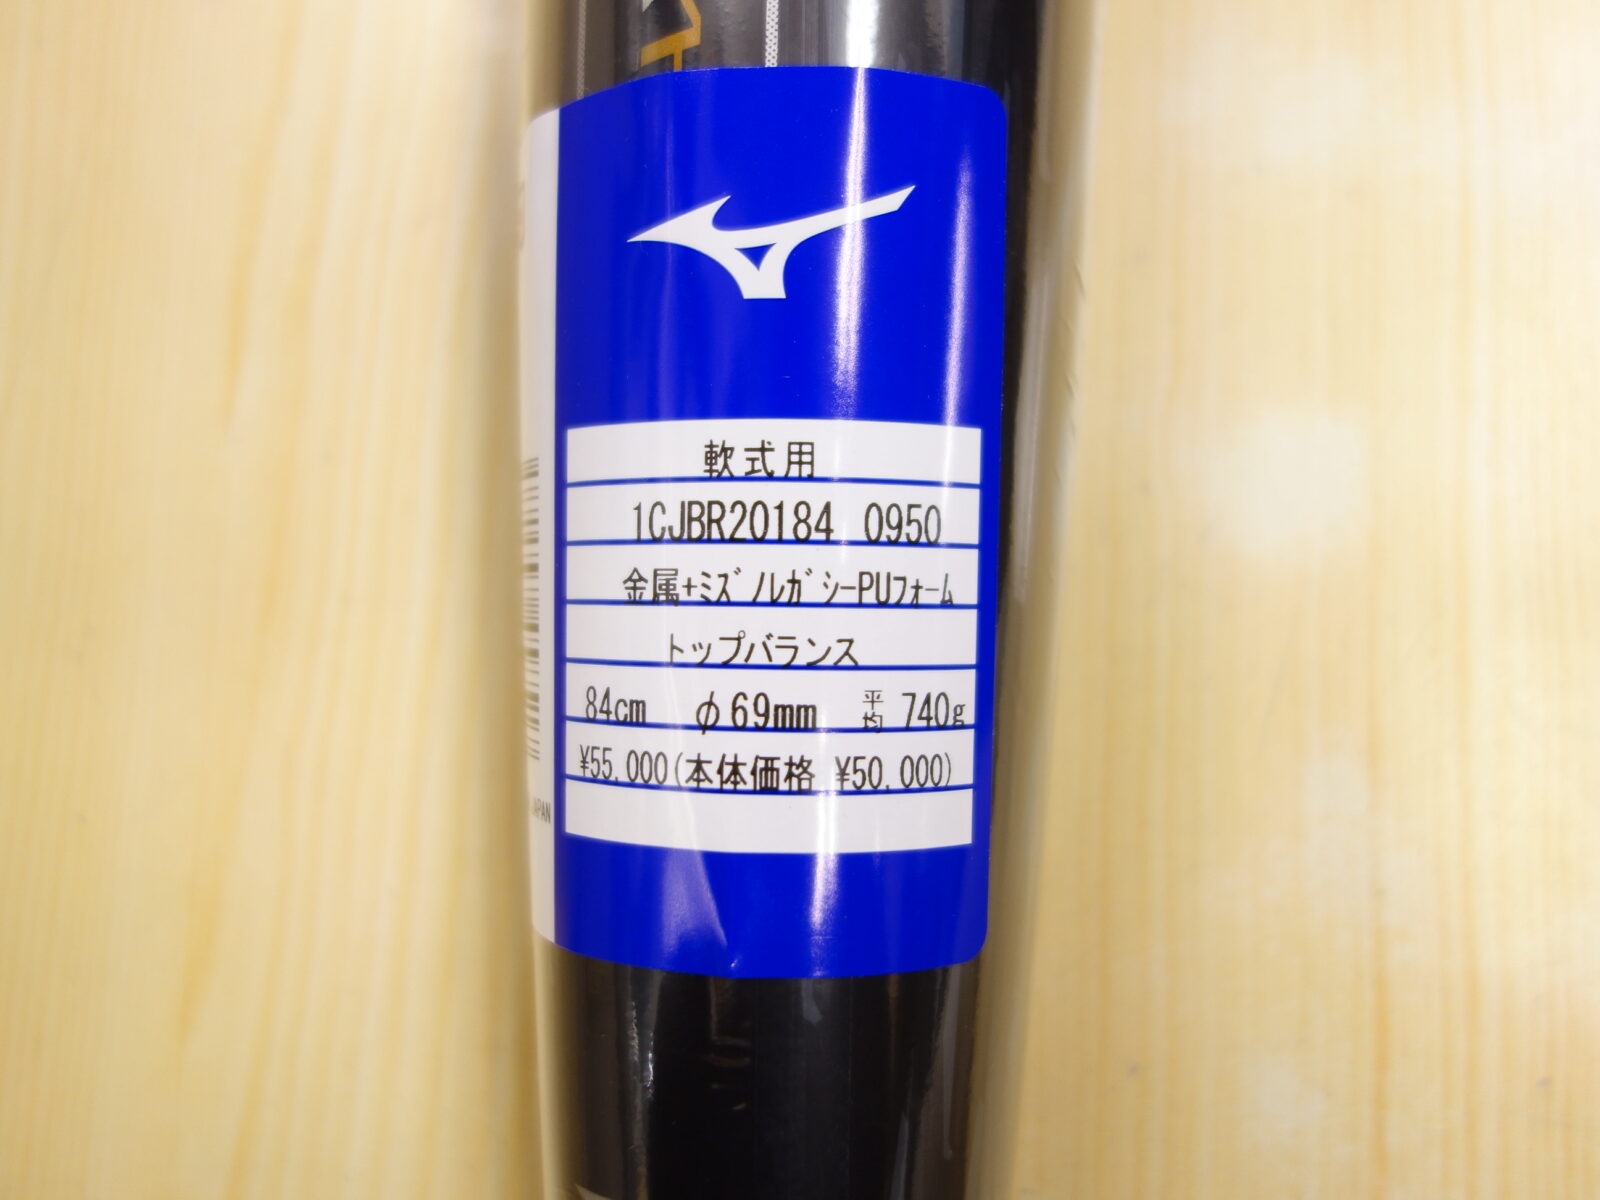 軟式用
1CJBR20184 0950
金属+ミズノルガシーPUフォーム
トップバランス
84cm φ69mm 平均 740g
¥55,000(本体価格 ¥50,000)
JAPAN